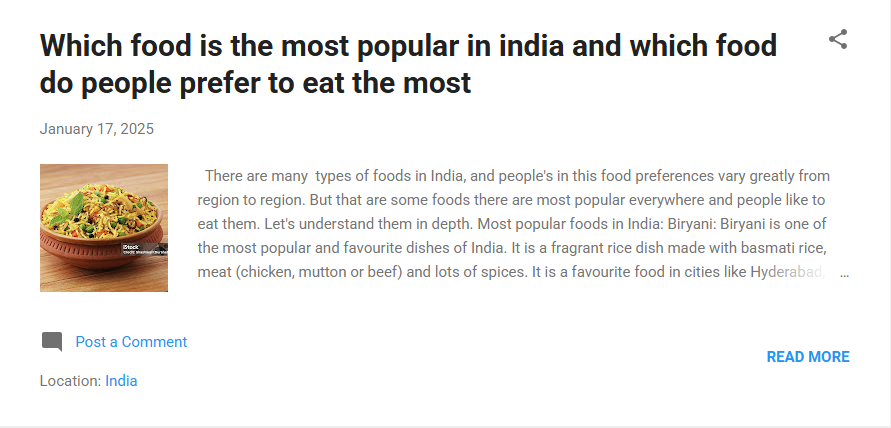 Which food is the most popular in india and which food
do people prefer to eat the most
January 17, 2025
There are many types of foods in India, and people's in this food preferences vary greatly from
region to region. But that are some foods there are most popular everywhere and people like to
eat them. Let's understand them in depth. Most popular foods in India: Biryani: Biryani is one of
the most popular and favourite dishes of India. It is a fragrant rice dish made with basmati rice,
meat (chicken, mutton or beef) and lots of spices. It is a favourite food in cities like Hyderabad, ...
iStock
Post a Comment
READ MORE
Location: India